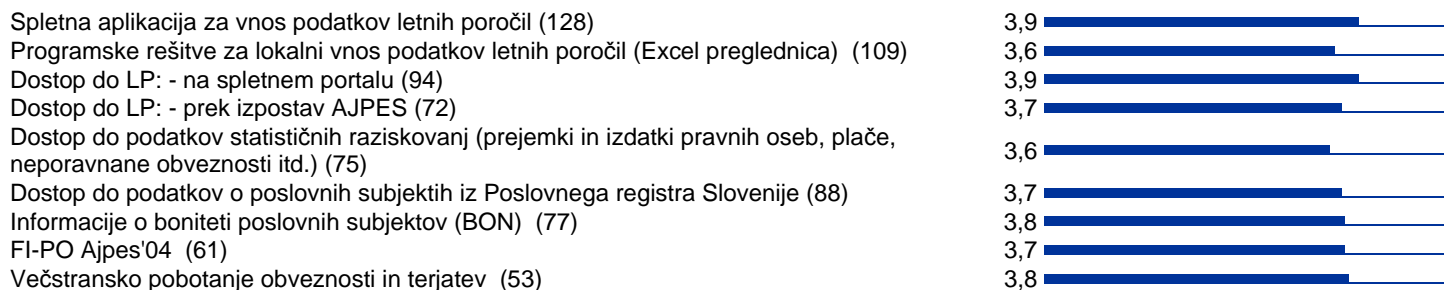 Spletna aplikacija za vnos podatkov letnih poročil (128) 3,9
Programske rešitve za lokalni vnos podatkov letnih poročil (Excel preglednica) (109) 3,6
Dostop do LP: - na spletnem portalu (94) 3,9
Dostop do LP: - prek izpostav AJPES (72) 3,7
Dostop do podatkov statističnih raziskovanj (prejemki in izdatki pravnih oseb, plače,
neporavnane obveznosti itd.) (75) 3,6
Dostop do podatkov o poslovnih subjektih iz Poslovnega registra Slovenije (88) 3,7
Informacije o boniteti poslovnih subjektov (BON) (77) 3,8
FI-PO Ajpes'04 (61) 3,7
Večstransko pobotanje obveznosti in terjatev (53) 3,8